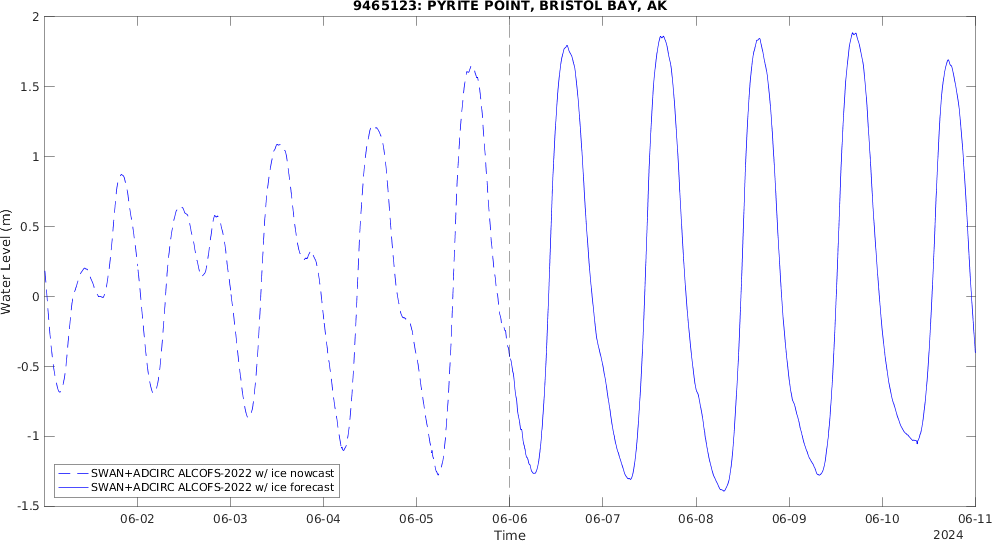 9465123: PYRITE POINT, BRISTOL BAY, AK
Water Level (m)
2
1.5
1
0.5
0
-0.5
-1
-1.5
SWAN+ADCIRC ALCOFS-2022 w/ ice nowcast
SWAN+ADCIRC ALCOFS-2022 w/ ice forecast
06-02 06-03 06-04 06-05 06-06 06-07 06-08 06-09 06-10 06-11
Time
2024